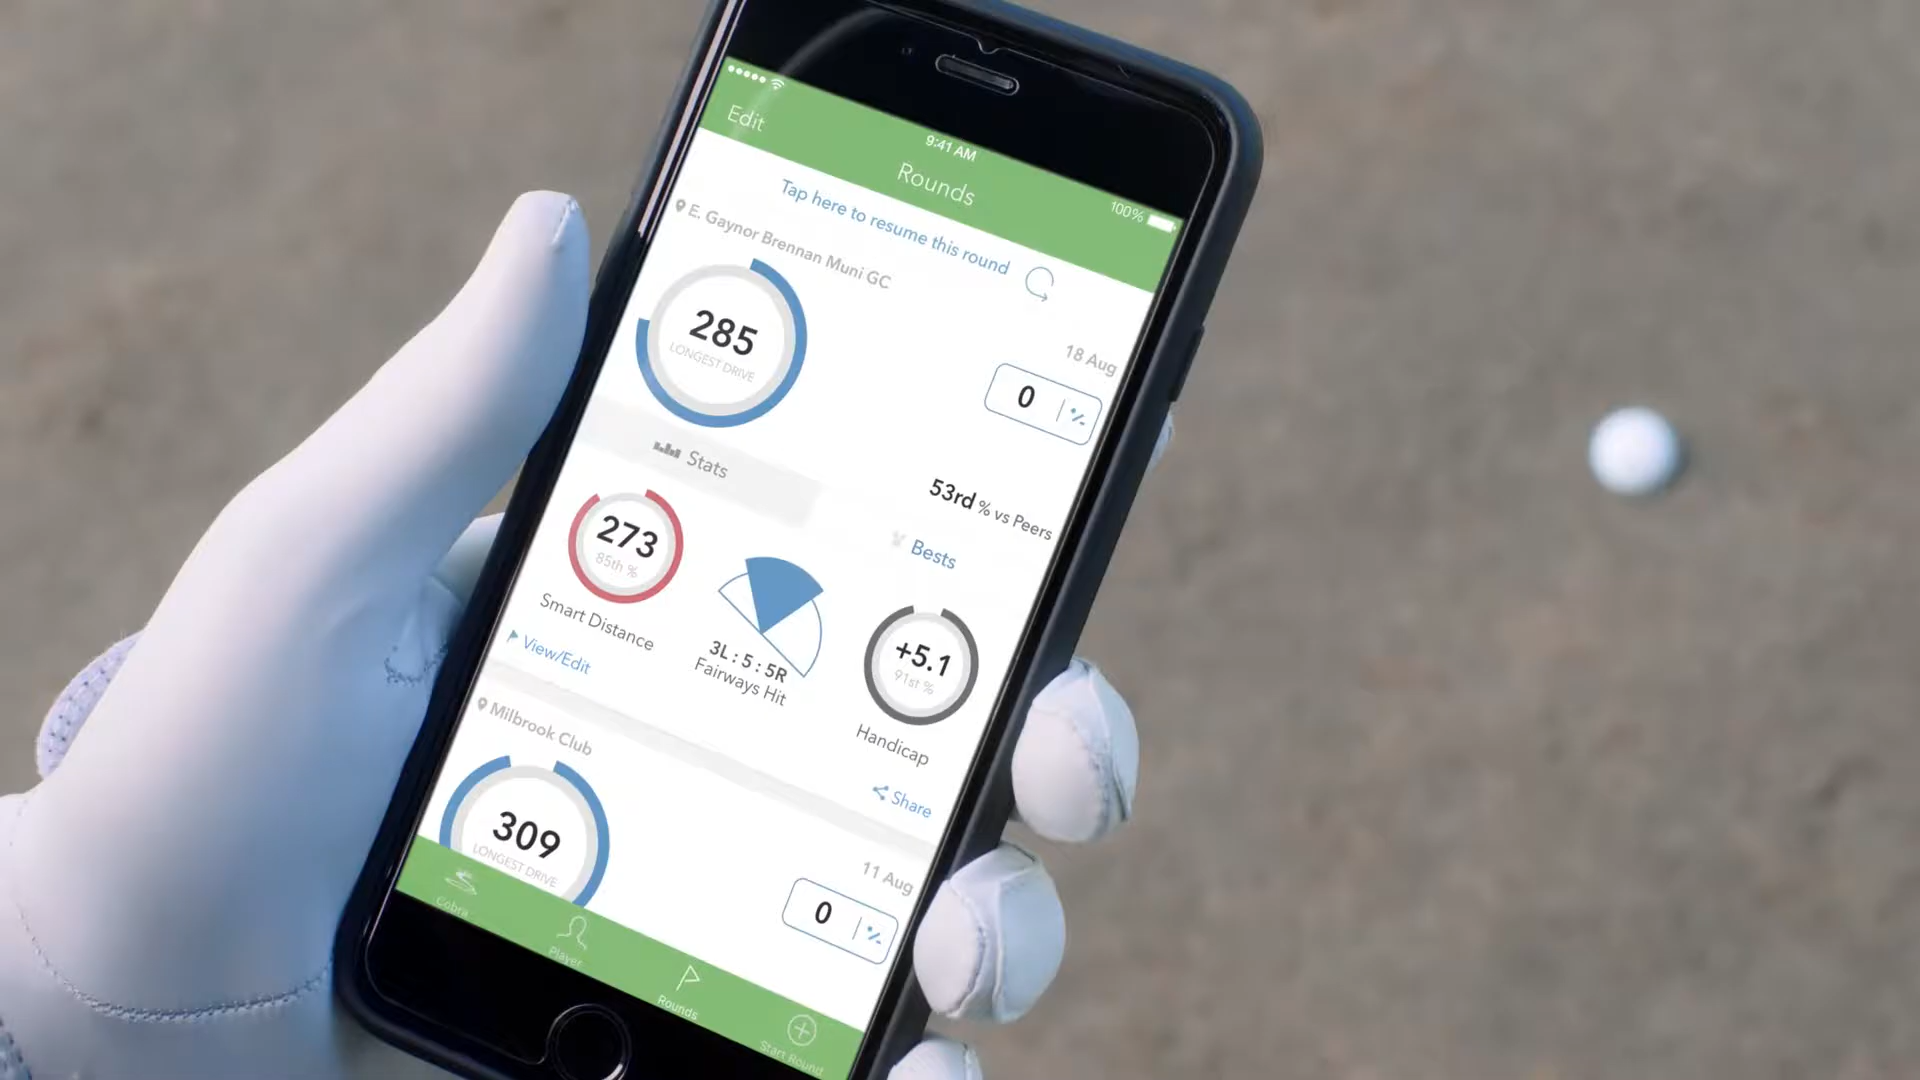 9:41 AM
100%
Edit
Rounds
Tap here to resume this round
E. Gaynor Brennan Muni GC
18 Aug
285
LONGEST DRIVE
0
53rd % vs Peers
Stats
Bests
273
85th %
Smart Distance
3L : 5 : 5R
Fairways Hit
+5.1
91st %
Handicap
View/Edit
Share
Milbrook Club
11 Aug
309
LONGEST DRIVE
0
Cobra
Player
Rounds
Start Round